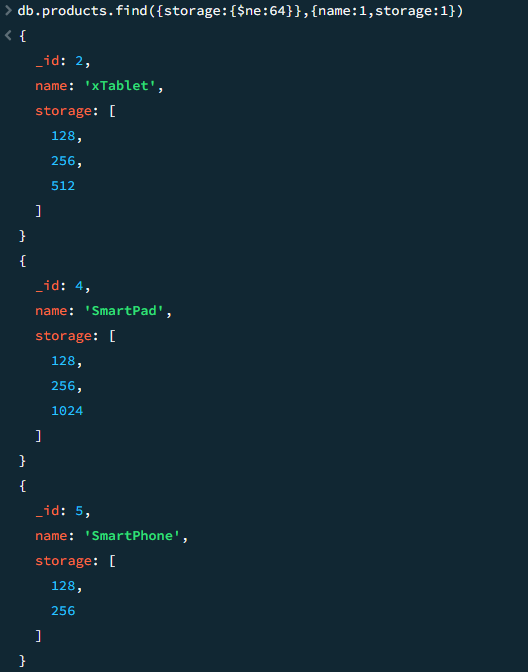 > db.products.find({storage:{$ne:64}},{name:1,storage:1})
< {
_id: 2,
name: 'xTablet',
storage: [
128,
256,
512
]
}
{
_id: 4,
name: 'SmartPad',
storage: [
128,
256,
1024
]
}
{
_id: 5,
name: 'SmartPhone',
storage: [
128,
256
]
}